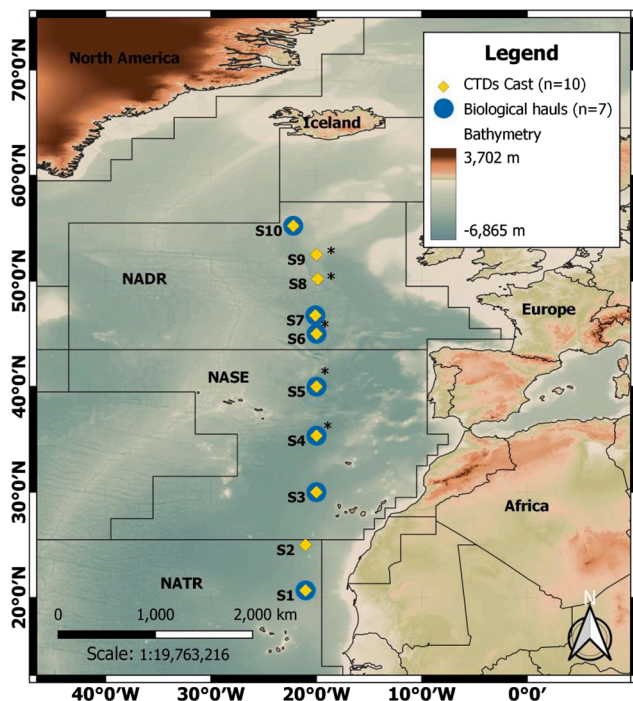 70°0'N
60°0'N
50°0'N
40°0'N
30°0'N
20°0'N
North America
Iceland
Legend
CTDs Cast (n=10)
Biological hauls (n=7)
Bathymetry
3,702 m
-6,865 m
S10
S9 *
S8 *
NADR
Europe
S7
*
S6
NASE
*
S5
*
S4
S3
Africa
S2
NATR
S1
N
0 1,000 2,000 km
Scale: 1:19,763,216
40°0'W 30°0'W 20°0'W 10°0'W 0°0'